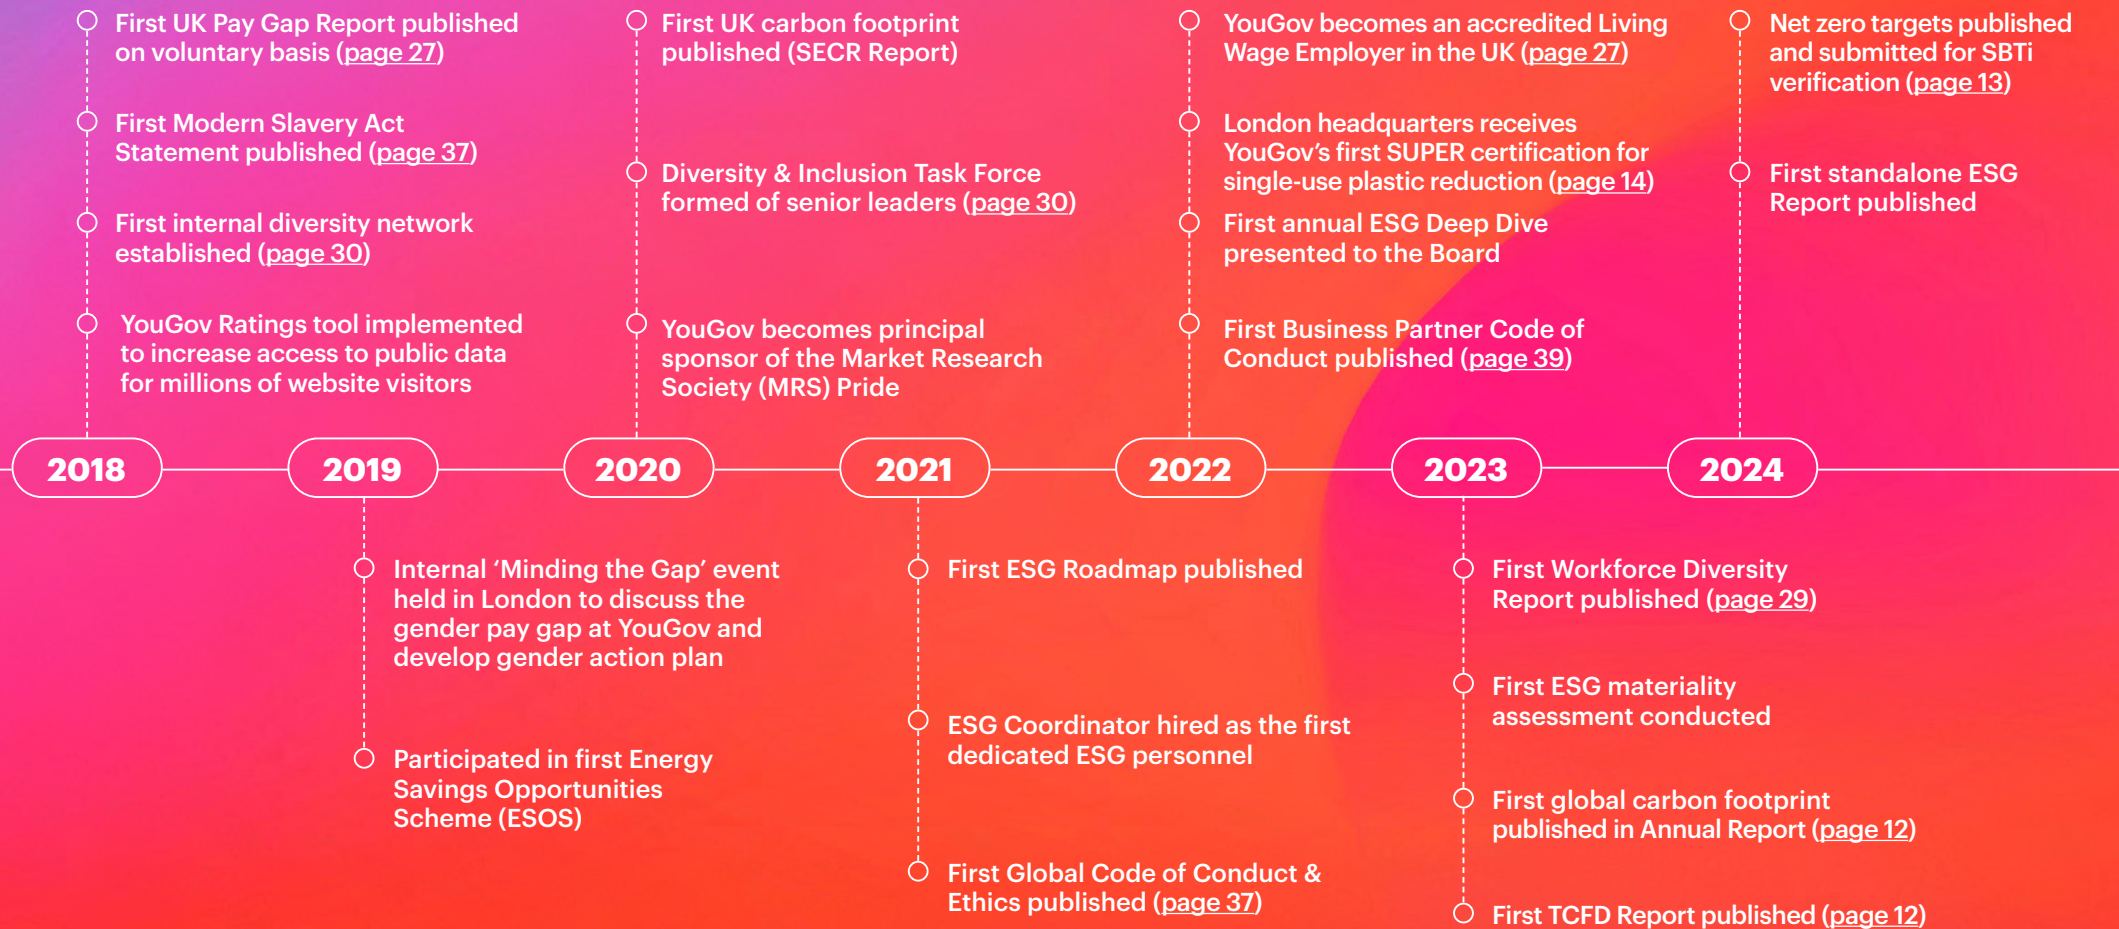 First UK Pay Gap Report published
on voluntary basis (page 27)
First Modern Slavery Act
Statement published (page 37)
First internal diversity network
established (page 30)
YouGov Ratings tool implemented
to increase access to public data
for millions of website visitors
First UK carbon footprint
published (SECR Report)
Diversity & Inclusion Task Force
formed of senior leaders (page 30)
YouGov becomes principal
sponsor of the Market Research
Society (MRS) Pride
YouGov becomes an accredited Living
Wage Employer in the UK (page 27)
London headquarters receives
YouGov’s first SUPER certification for
single-use plastic reduction (page 14)
First annual ESG Deep Dive
presented to the Board
First Business Partner Code of
Conduct published (page 39)
Net zero targets published
and submitted for SBTi
verification (page 13)
First standalone ESG
Report published
2018
2019
2020
2021
2022
2023
2024
Internal ‘Minding the Gap’ event
held in London to discuss the
gender pay gap at YouGov and
develop gender action plan
Participated in first Energy
Savings Opportunities
Scheme (ESOS)
First ESG Roadmap published
ESG Coordinator hired as the first
dedicated ESG personnel
First Global Code of Conduct &
Ethics published (page 37)
First Workforce Diversity
Report published (page 29)
First ESG materiality
assessment conducted
First global carbon footprint
published in Annual Report (page 12)
First TCFD Report published (page 12)